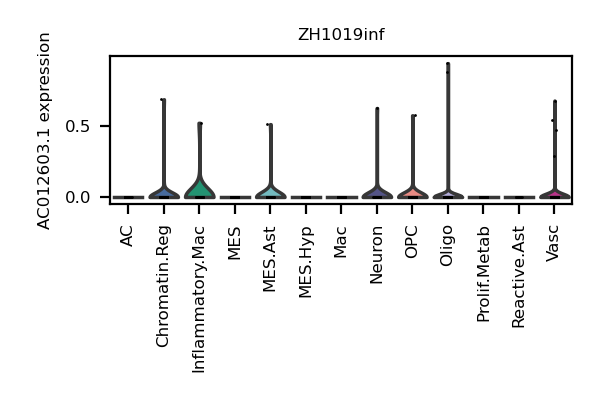 ZH1019inf
AC012603.1 expression
0.5
0.0
AC
Chromatin.Reg
Inflammatory.Mac
MES
MES.Ast
MES.Hyp
Mac
Neuron
OPC
Oligo
Prolif.Metab
Reactive.Ast
Vasc